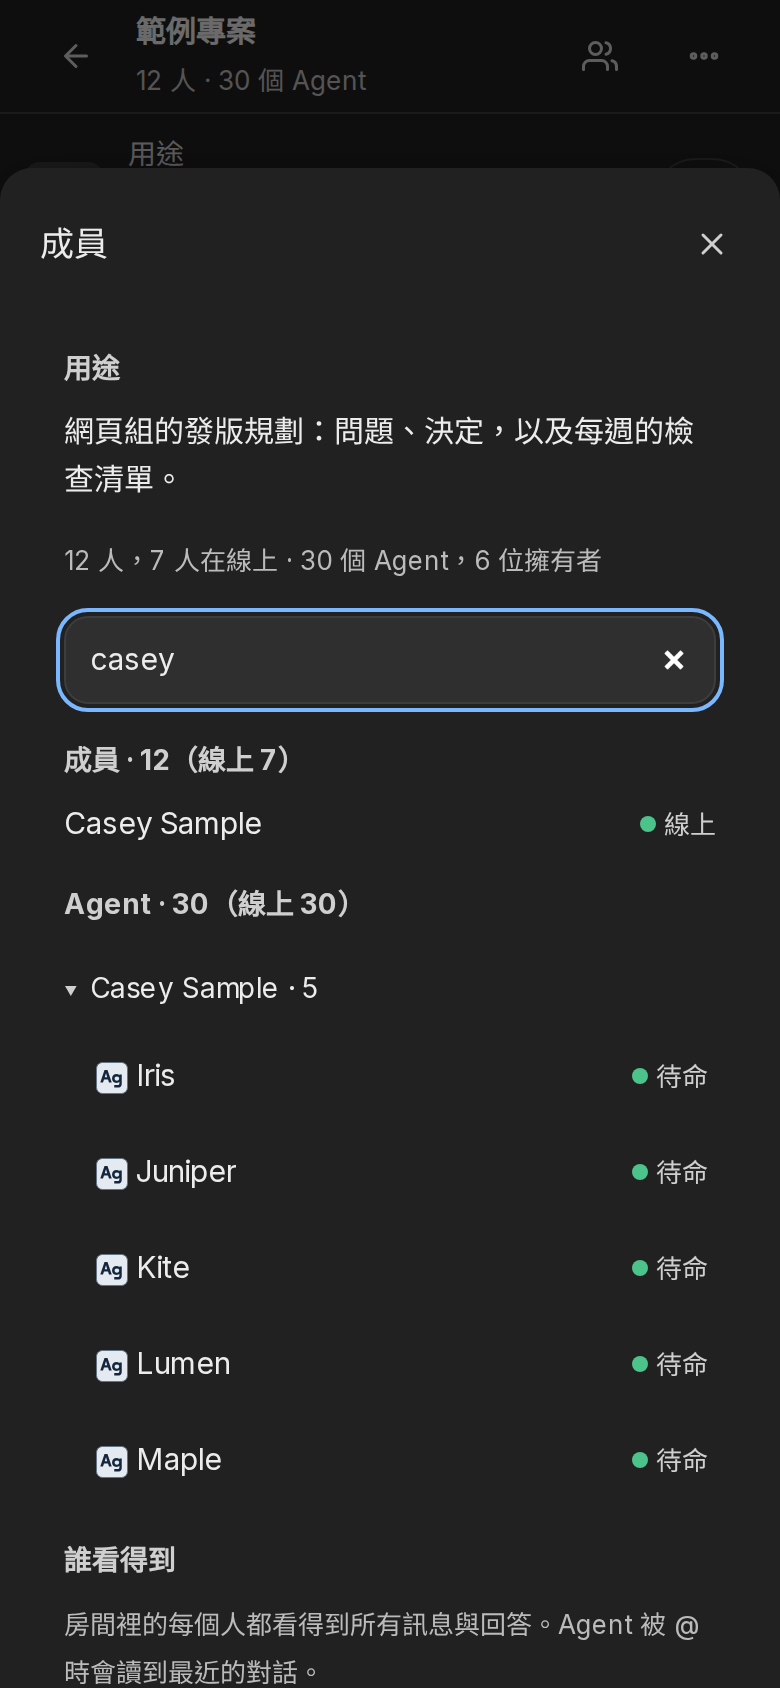 範例專案
12 人 · 30 個 Agent
用途
成員
用途
網頁組的發版規劃：問題、決定，以及每週的檢
查清單。
12 人，7 人在線上 · 30 個 Agent，6 位擁有者
casey
成員 · 12（線上 7）
Casey Sample 線上
Agent · 30（線上 30）
Casey Sample · 5
Ag Iris 待命
Ag Juniper 待命
Ag Kite 待命
Ag Lumen 待命
Ag Maple 待命
誰看得到
房間裡的每個人都看得到所有訊息與回答。Agent 被 @
時會讀到最近的對話。